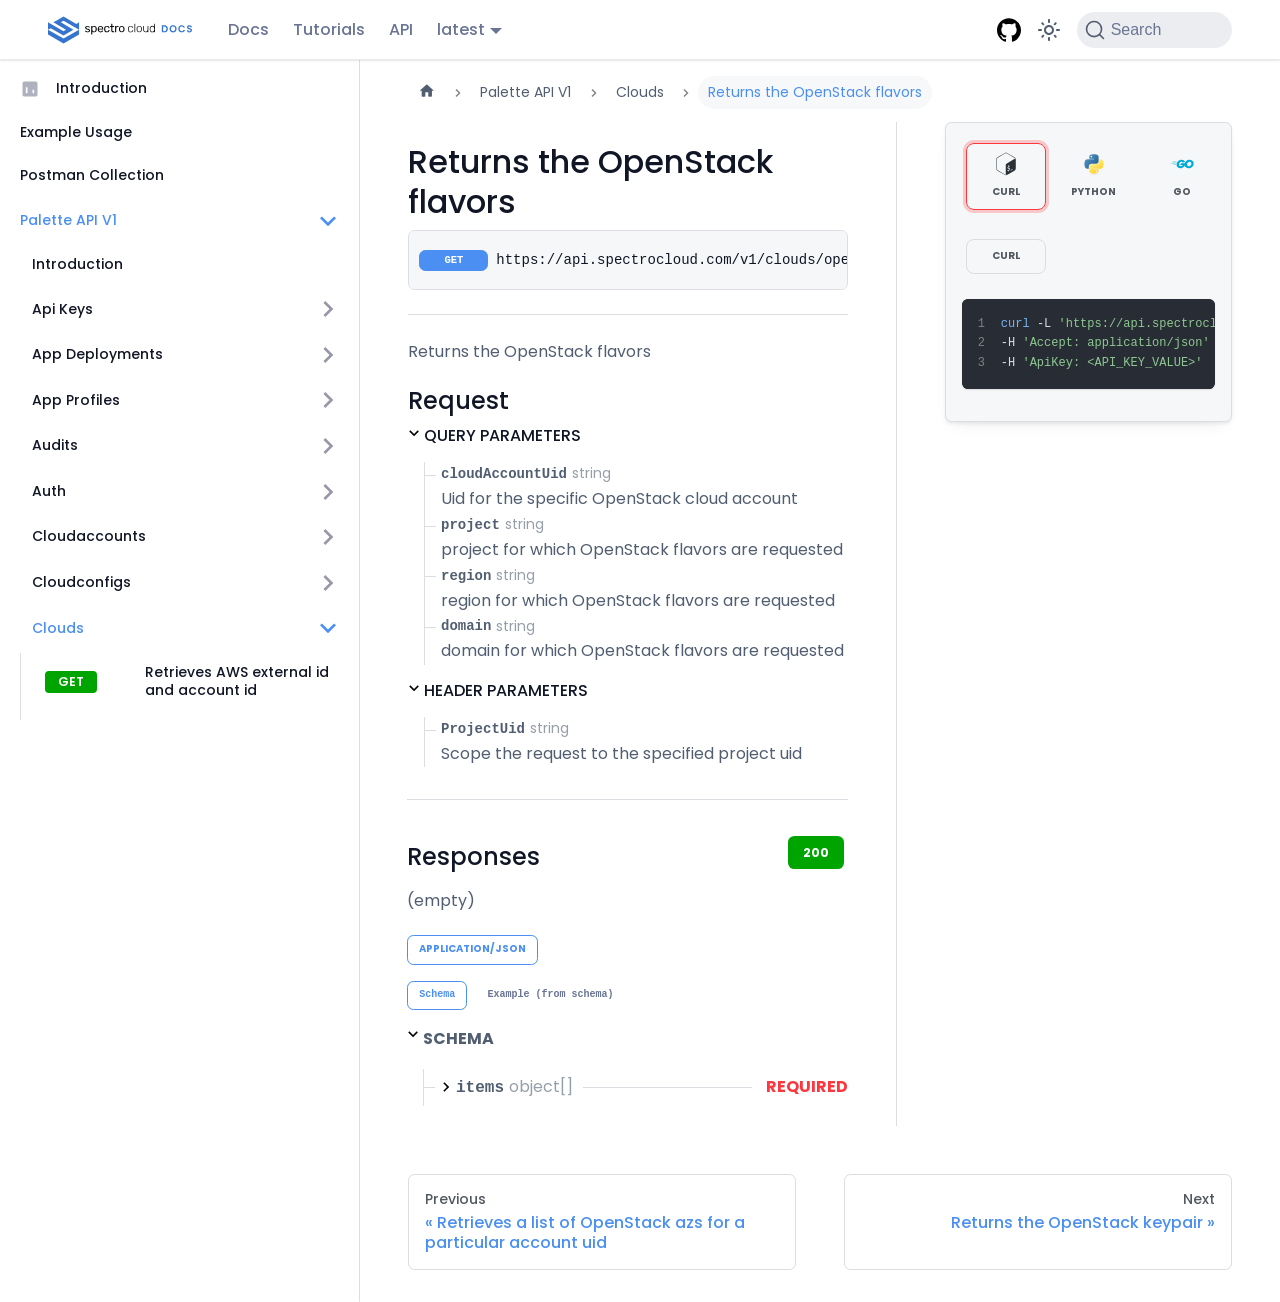 spectro cloud DOCS
Docs
Tutorials
API
latest
Search
Introduction
Example Usage
Postman Collection
Palette API V1
Introduction
Api Keys
App Deployments
App Profiles
Audits
Auth
Cloudaccounts
Cloudconfigs
Clouds
GET
Retrieves AWS external id
and account id
Palette API V1
Clouds
Returns the OpenStack flavors
Returns the OpenStack
flavors
GET
https://api.spectrocloud.com/v1/clouds/ope
Returns the OpenStack flavors
Request
QUERY PARAMETERS
cloudAccountUid string
Uid for the specific OpenStack cloud account
project string
project for which OpenStack flavors are requested
region string
region for which OpenStack flavors are requested
domain string
domain for which OpenStack flavors are requested
HEADER PARAMETERS
ProjectUid string
Scope the request to the specified project uid
Responses
200
(empty)
APPLICATION/JSON
Schema
Example (from schema)
SCHEMA
items object[]
REQUIRED
CURL
PYTHON
GO
GO
CURL
1 curl -L 'https://api.spectrocl
2 -H 'Accept: application/json'
3 -H 'ApiKey: <API_KEY_VALUE>'
Previous
« Retrieves a list of OpenStack azs for a
particular account uid
Next
Returns the OpenStack keypair »